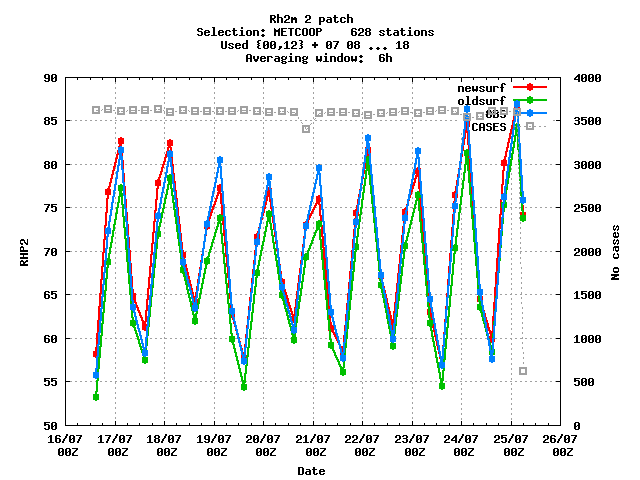 Rh2m 2 patch
Selection: METCOOP 628 stations
Used {00,12} + 07 08 ... 18
Averaging window: 6h
90 4000
newsurf
oldsurf
OBS
CASES
85 3500
80 3000
75 2500
70 2000
65 1500
60 1000
55 500
50 0
RHP2
No cases
16/07 17/07 18/07 19/07 20/07 21/07 22/07 23/07 24/07 25/07 26/07
00Z 00Z 00Z 00Z 00Z 00Z 00Z 00Z 00Z 00Z 00Z
Date